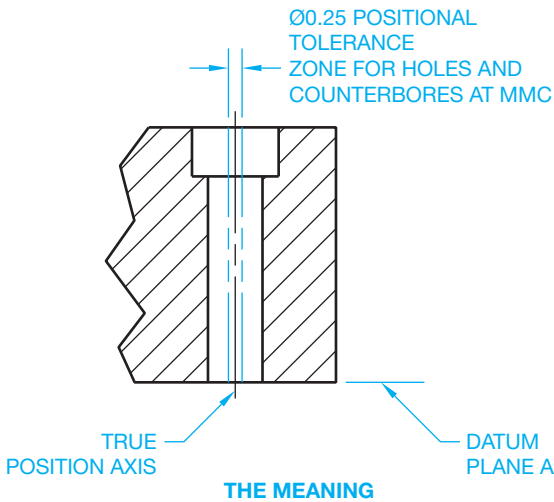 Ø0.25 POSITIONAL
TOLERANCE
ZONE FOR HOLES AND
COUNTERBORES AT MMC
TRUE
POSITION AXIS
DATUM
PLANE A
THE MEANING